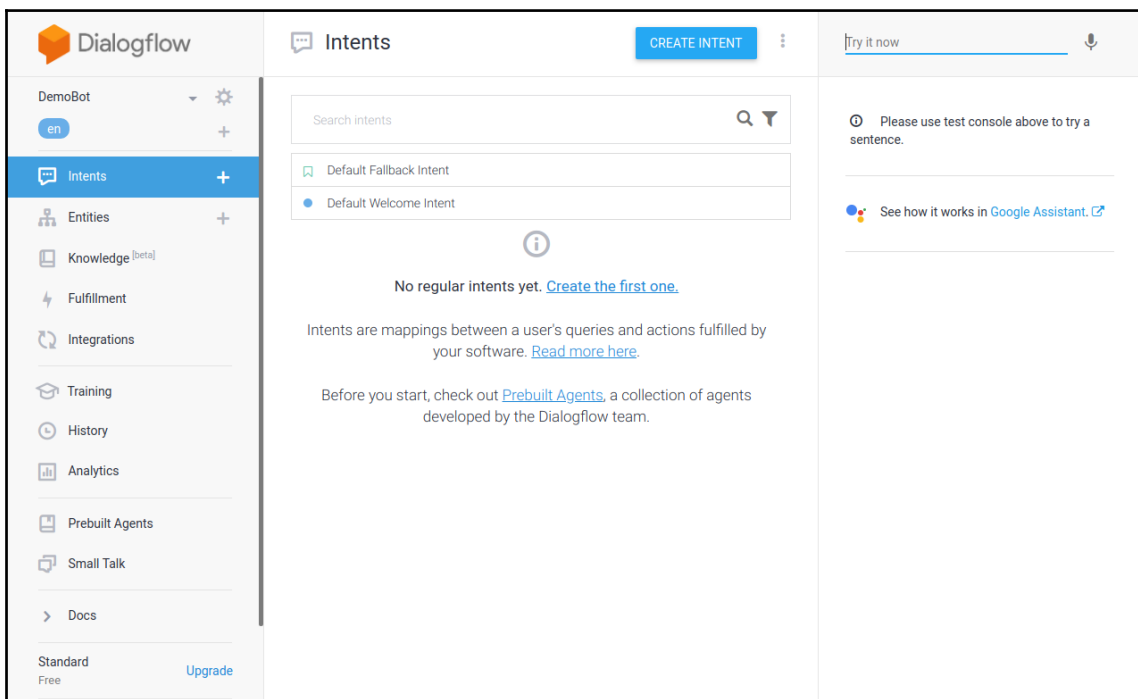 Dialogflow
DemoBot
en
Intents
Entities
Knowledge [beta]
Fulfillment
Integrations
Training
History
Analytics
Prebuilt Agents
Small Talk
Docs
Standard
Free
Upgrade
Intents
CREATE INTENT
Search intents
Default Fallback Intent
Default Welcome Intent
No regular intents yet. Create the first one.
Intents are mappings between a user's queries and actions fulfilled by
your software. Read more here.
Before you start, check out Prebuilt Agents, a collection of agents
developed by the Dialogflow team.
Try it now
Please use test console above to try a
sentence.
See how it works in Google Assistant.